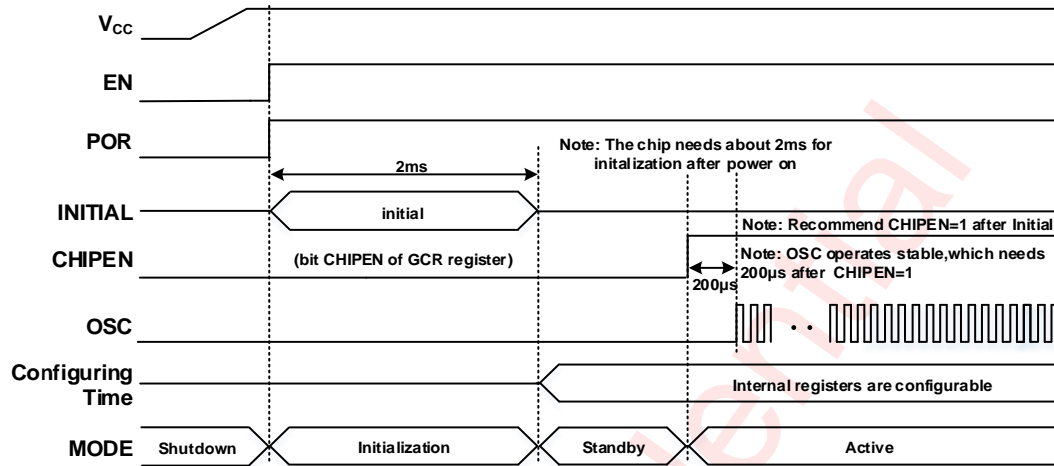 VCC
EN
POR
Note: The chip needs about 2ms for
initalization after power on
2ms
INITIAL
initial
Note: Recommend CHIPEN=1 after Initial
CHIPEN
(bit CHIPEN of GCR register)
Note: OSC operates stable,which needs
200µs after CHIPEN=1
200µs
OSC
Configuring
Time
Internal registers are configurable
MODE
Shutdown
Initialization
Standby
Active